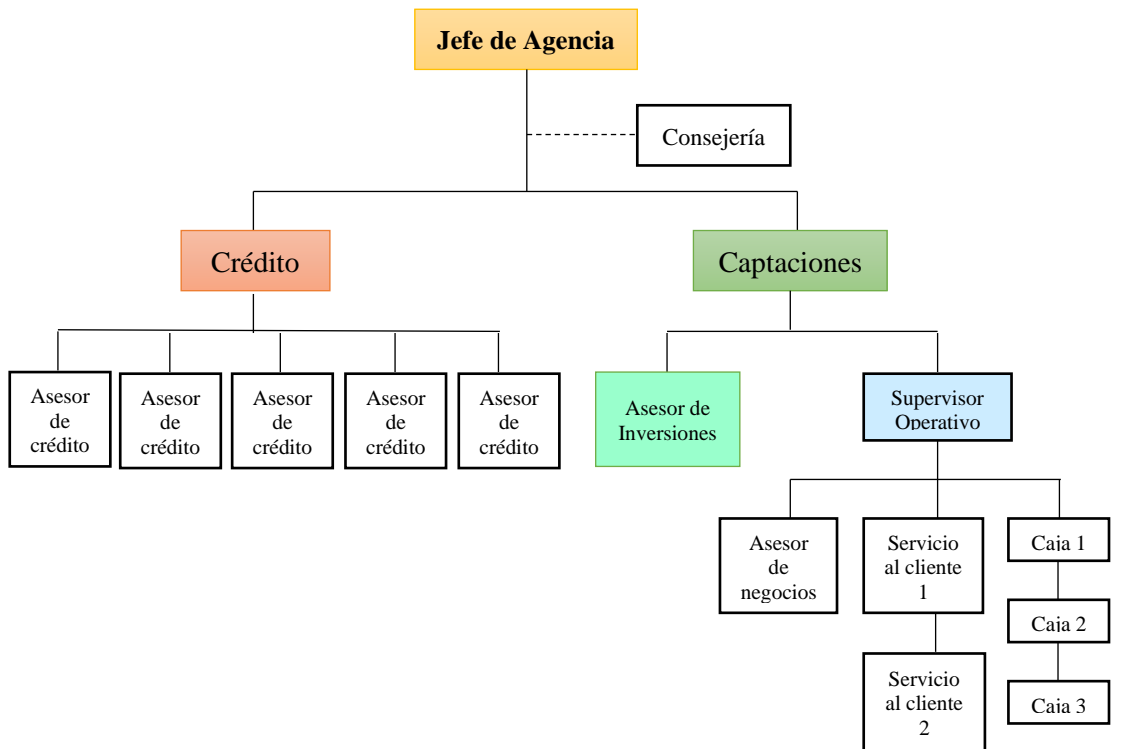 Jefe de Agencia
Consejería
Crédito
Captaciones
Asesor
de
crédito
Asesor
de
crédito
Asesor
de
crédito
Asesor
de
crédito
Asesor
de
crédito
Asesor de
Inversiones
Supervisor
Operativo
Asesor
de
negocios
Servicio
al cliente
1
Caja 1
Caja 2
Servicio
al cliente
2
Caja 3